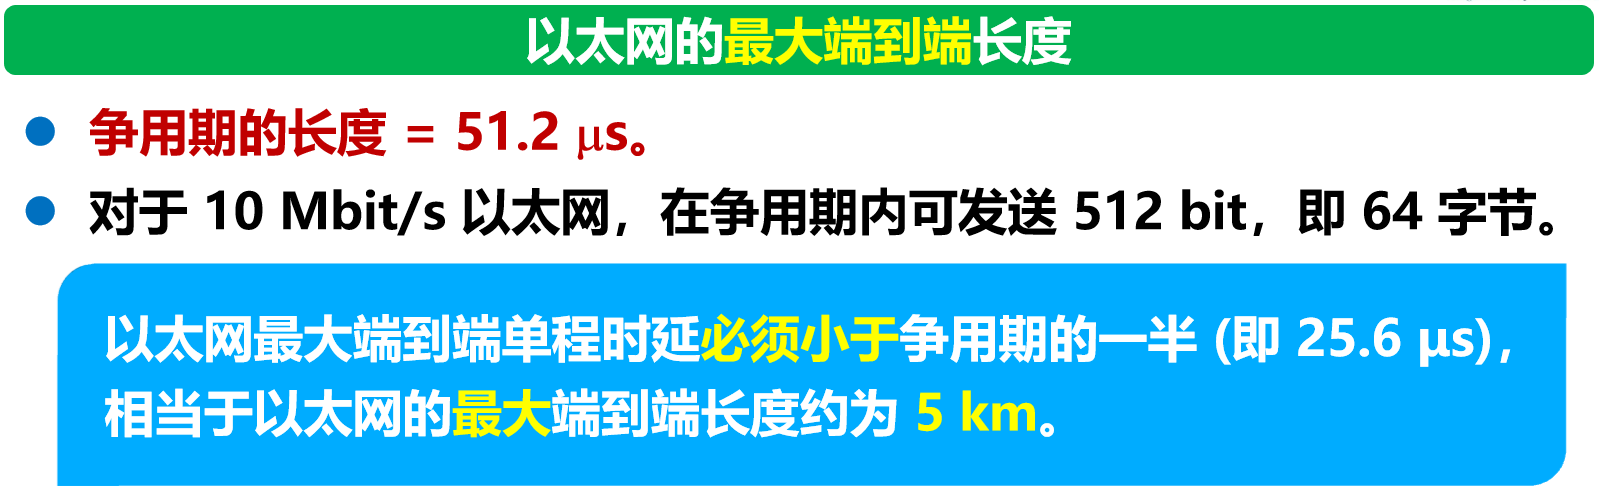 以太网的最大端到端长度
争用期的长度 = 51.2 μs。
对于 10 Mbit/s 以太网，在争用期内可发送 512 bit，即 64 字节。
以太网最大端到端单程时延必须小于争用期的一半 (即 25.6 μs)，
相当于以太网的最大端到端长度约为 5 km。